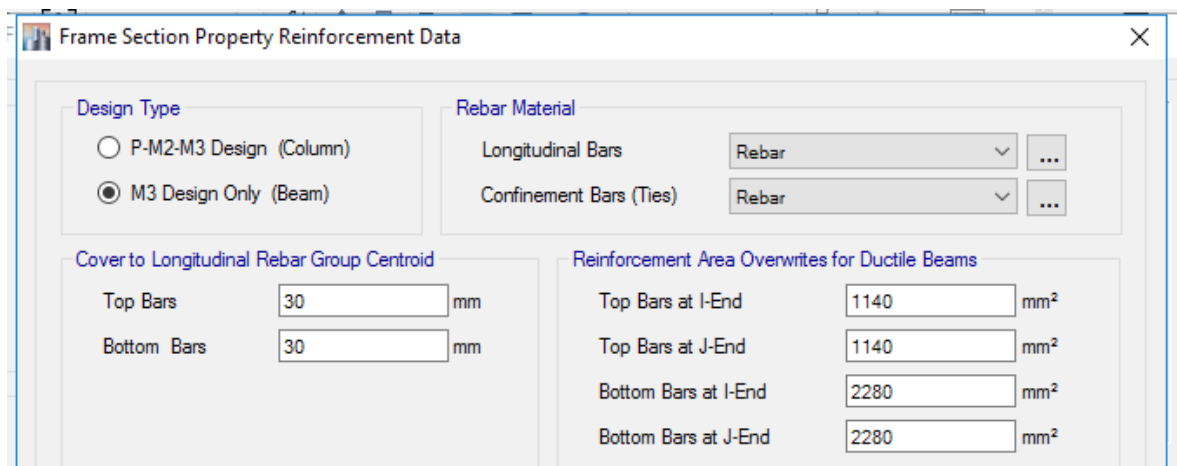 Frame Section Property Reinforcement Data
Design Type
P-M2-M3 Design (Column)
M3 Design Only (Beam)
Rebar Material
Longitudinal Bars Rebar ...
Confinement Bars (Ties) Rebar ...
Cover to Longitudinal Rebar Group Centroid
Top Bars 30 mm
Bottom Bars 30 mm
Reinforcement Area Overwrites for Ductile Beams
Top Bars at I-End 1140 mm²
Top Bars at J-End 1140 mm²
Bottom Bars at I-End 2280 mm²
Bottom Bars at J-End 2280 mm²